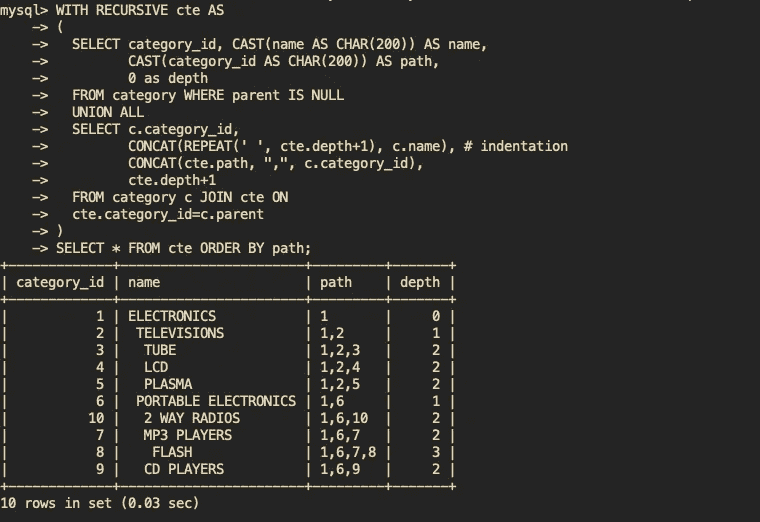 mysql> WITH RECURSIVE cte AS
    -> (
    ->   SELECT category_id, CAST(name AS CHAR(200)) AS name,
    ->          CAST(category_id AS CHAR(200)) AS path,
    ->          0 as depth
    ->   FROM category WHERE parent IS NULL
    ->   UNION ALL
    ->   SELECT c.category_id,
    ->          CONCAT(REPEAT(' ', cte.depth+1), c.name), # indentation
    ->          CONCAT(cte.path, ",", c.category_id),
    ->          cte.depth+1
    ->   FROM category c JOIN cte ON
    ->   cte.category_id=c.parent
    -> )
    -> SELECT * FROM cte ORDER BY path;
+-------------+-----------------------+---------+-------+
| category_id | name                  | path    | depth |
+-------------+-----------------------+---------+-------+
|           1 | ELECTRONICS           | 1       |     0 |
|           2 |  TELEVISIONS          | 1,2     |     1 |
|           3 |   TUBE                | 1,2,3   |     2 |
|           4 |   LCD                 | 1,2,4   |     2 |
|           5 |   PLASMA              | 1,2,5   |     2 |
|           6 |  PORTABLE ELECTRONICS | 1,6     |     1 |
|          10 |   2 WAY RADIOS        | 1,6,10  |     2 |
|           7 |   MP3 PLAYERS         | 1,6,7   |     2 |
|           8 |    FLASH              | 1,6,7,8 |     3 |
|           9 |   CD PLAYERS          | 1,6,9   |     2 |
+-------------+-----------------------+---------+-------+
10 rows in set (0.03 sec)